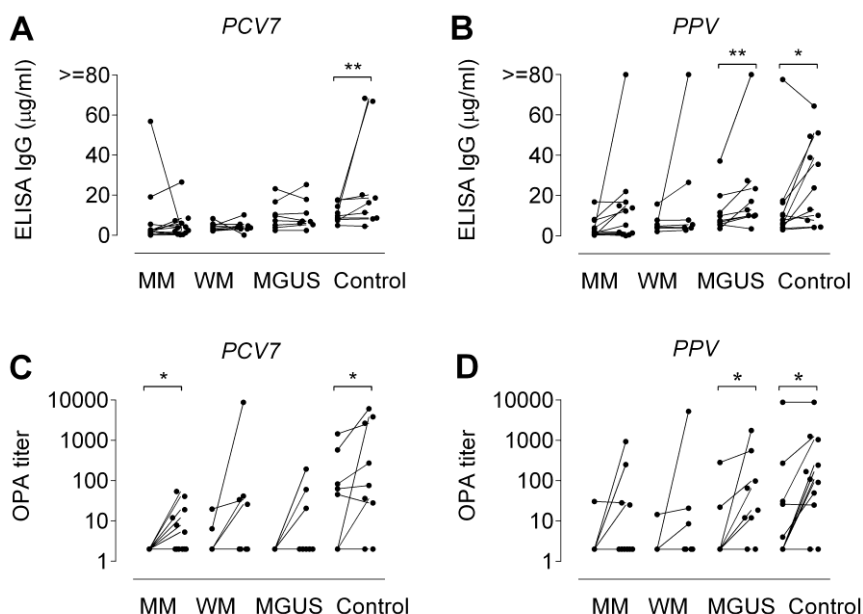 A
PCV7
ELISA IgG (μg/ml)
>=80
60
40
20
0
**
MM WM MGUS Control
B
PPV
ELISA IgG (μg/ml)
>=80
60
40
20
0
** *
MM WM MGUS Control
C
PCV7
OPA titer
10000
1000
100
10
1
* *
MM WM MGUS Control
D
PPV
OPA titer
10000
1000
100
10
1
* *
MM WM MGUS Control